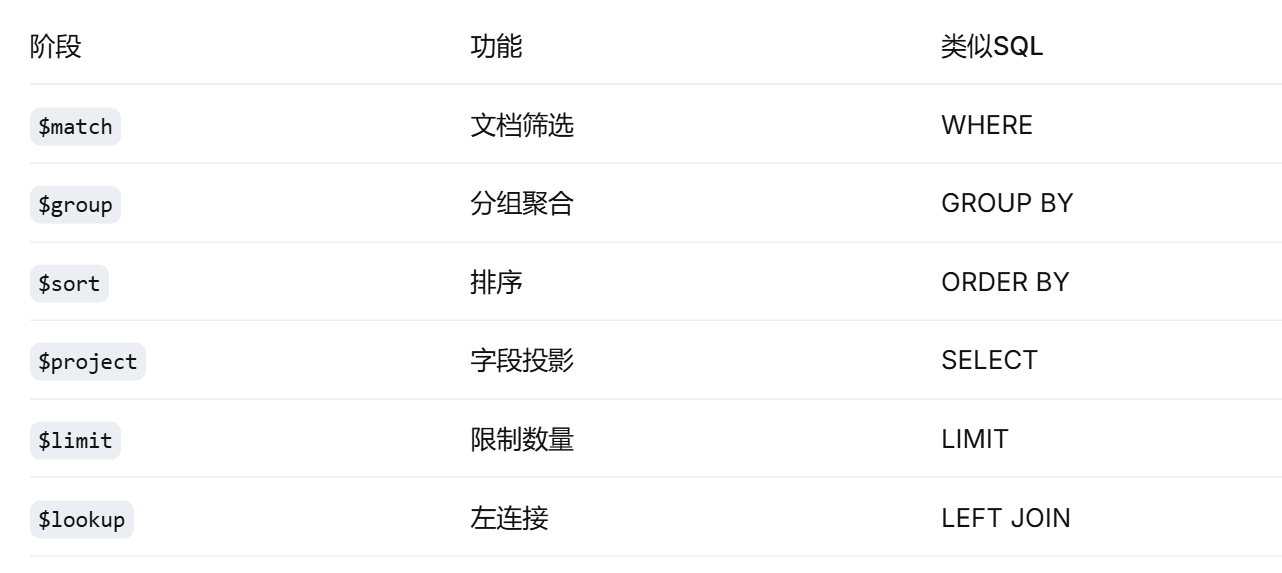 阶段 功能 类似SQL
$match 文档筛选 WHERE
$group 分组聚合 GROUP BY
$sort 排序 ORDER BY
$project 字段投影 SELECT
$limit 限制数量 LIMIT
$lookup 左连接 LEFT JOIN